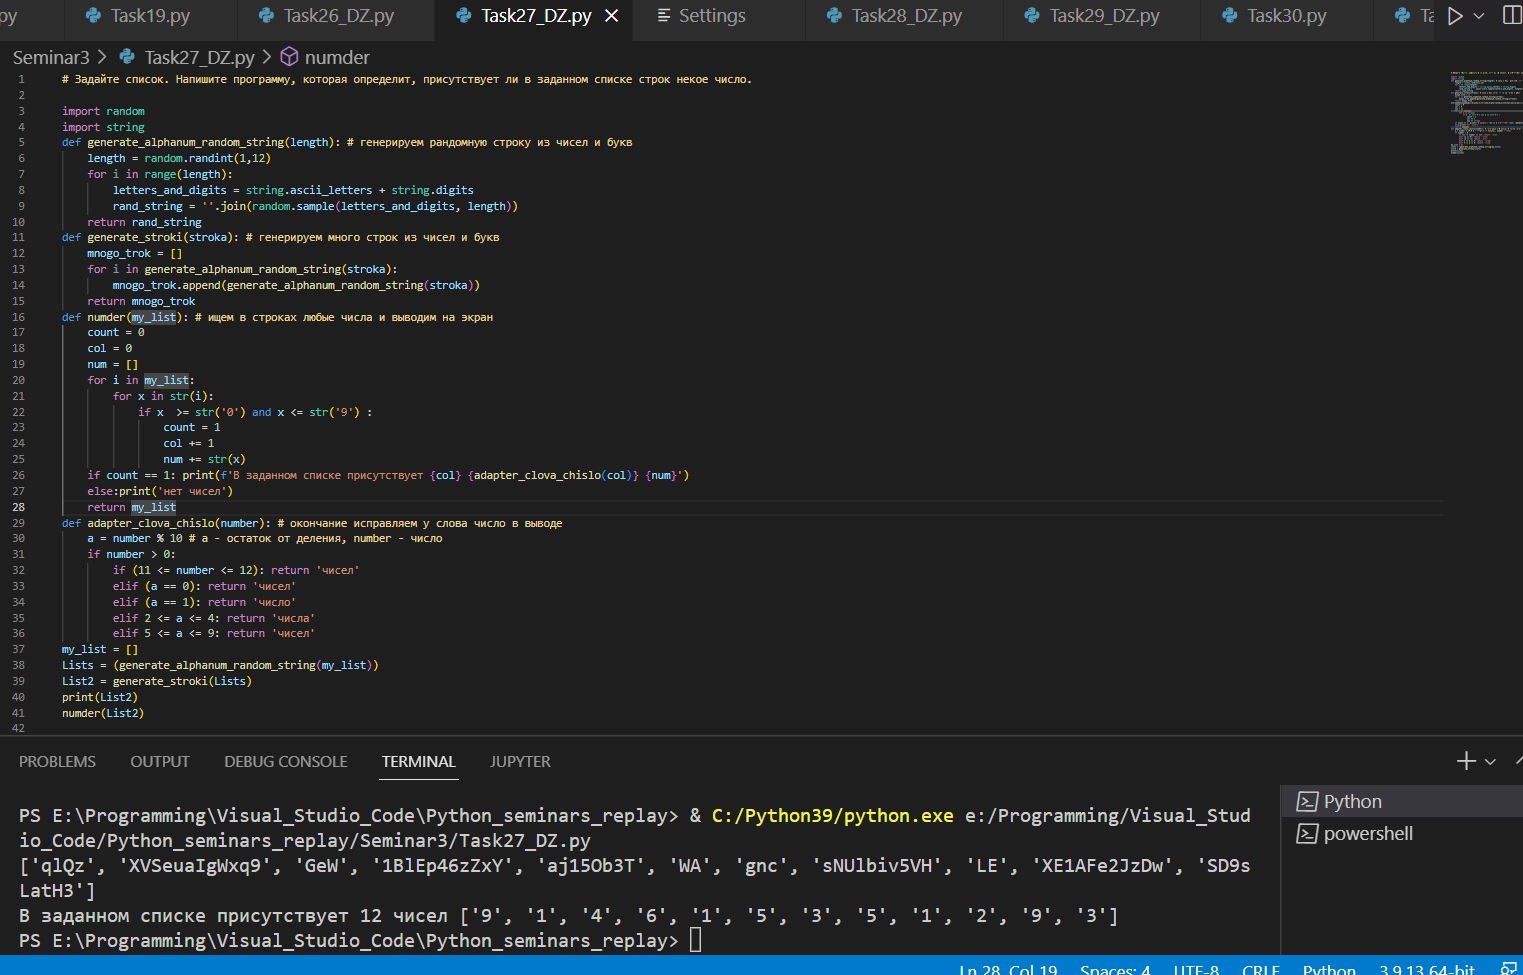 py Task19.py Task26_DZ.py Task27_DZ.py Settings Task28_DZ.py Task29_DZ.py Task30.py Ta
Seminar3 > Task27_DZ.py > numder
1 # Задайте список. Напишите программу, которая определит, присутствует ли в заданном списке строк некое число.
2
3 import random
4 import string
5 def generate_alphanum_random_string(length): # генерируем рандомную строку из чисел и букв
6 length = random.randint(1,12)
7 for i in range(length):
8 letters_and_digits = string.ascii_letters + string.digits
9 rand_string = ''.join(random.sample(letters_and_digits, length))
10 return rand_string
11 def generate_stroki(stroka): # генерируем много строк из чисел и букв
12 mnogo_trok = []
13 for i in generate_alphanum_random_string(stroka):
14 mnogo_trok.append(generate_alphanum_random_string(stroka))
15 return mnogo_trok
16 def numder(my_list): # ищем в строках любые числа и выводим на экран
17 count = 0
18 col = 0
19 num = []
20 for i in my_list:
21 for x in str(i):
22 if x  >= str('0') and x <= str('9') :
23 count = 1
24 col += 1
25 num += str(x)
26 if count == 1: print(f'В заданном списке присутствует {col} {adapter_clova_chislo(col)} {num}')
27 else:print('нет чисел')
28 return my_list
29 def adapter_clova_chislo(number): # окончание исправляем у слова число в выводе
30 a = number % 10 # a - остаток от деления, number - число
31 if number > 0:
32 if (11 <= number <= 12): return 'чисел'
33 elif (a == 0): return 'чисел'
34 elif (a == 1): return 'число'
35 elif 2 <= a <= 4: return 'числа'
36 elif 5 <= a <= 9: return 'чисел'
37 my_list = []
38 Lists = (generate_alphanum_random_string(my_list))
39 List2 = generate_stroki(Lists)
40 print(List2)
41 numder(List2)
42
PROBLEMS OUTPUT DEBUG CONSOLE TERMINAL JUPYTER
PS E:\Programming\Visual_Studio_Code\Python_seminars_replay> & C:/Python39/python.exe e:/Programming/Visual_Stud
io_Code/Python_seminars_replay/Seminar3/Task27_DZ.py
['qlQz', 'XVSeuaIgWxq9', 'GeW', '1BlEp46zZxY', 'aj15Ob3T', 'WA', 'gnc', 'sNUlbiv5VH', 'LE', 'XE1AFe2JzDw', 'SD9s
LatH3']
В заданном списке присутствует 12 чисел ['9', '1', '4', '6', '1', '5', '3', '5', '1', '2', '9', '3']
PS E:\Programming\Visual_Studio_Code\Python_seminars_replay>
Python
powershell
Ln 28, Col 19 Spaces: 4 UTF-8 CRLF Python 3.9.13 64-bit